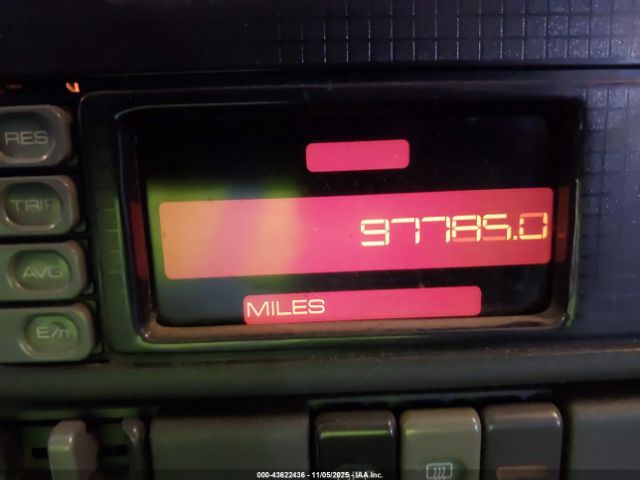 RES
TRIP
AVG
E/m
97785.0
MILES
000-43622436 - 11/05/2025 - IAA Inc.